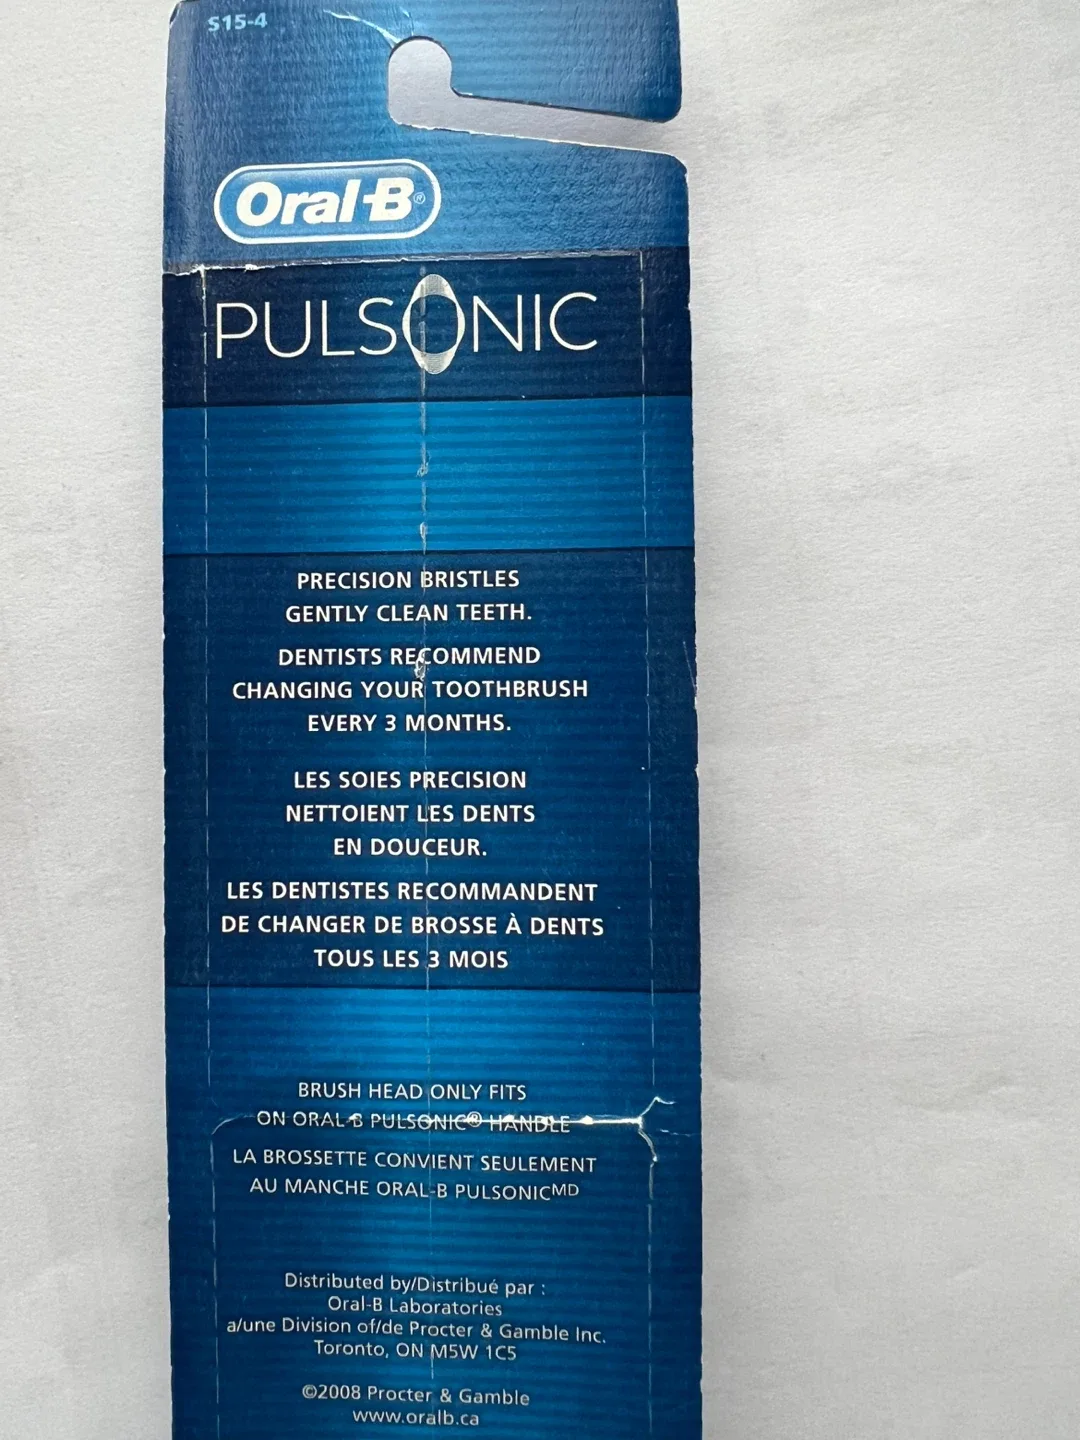 S15-4
Oral-B®
PULSONIC
PRECISION BRISTLES
GENTLY CLEAN TEETH.
DENTISTS RECOMMEND
CHANGING YOUR TOOTHBRUSH
EVERY 3 MONTHS.
LES SOIES PRECISION
NETTOIENT LES DENTS
EN DOUCEUR.
LES DENTISTES RECOMMANDENT
DE CHANGER DE BROSSE À DENTS
TOUS LES 3 MOIS
BRUSH HEAD ONLY FITS
ON ORAL-B PULSONIC® HANDLE
LA BROSSETTE CONVIENT SEULEMENT
AU MANCHE ORAL-B PULSONICMD
Distributed by/Distribué par :
Oral-B Laboratories
a/une Division of/de Procter & Gamble Inc.
Toronto, ON M5W 1C5
©2008 Procter & Gamble
www.oralb.ca